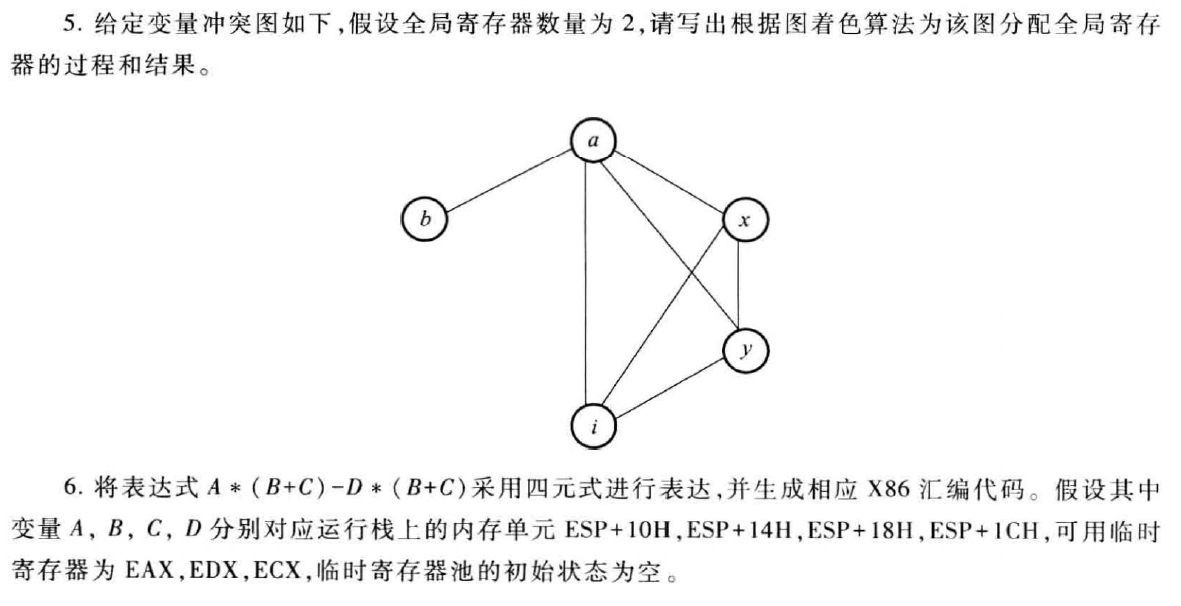 5. 给定变量冲突图如下,假设全局寄存器数量为 2,请写出根据图着色算法为该图分配全局寄存
器的过程和结果。
a
b
x
y
i
6. 将表达式 A * ( B+C ) -D * ( B+C ) 采用四元式进行表达,并生成相应 X86 汇编代码。假设其中
变量 A, B, C, D 分别对应运行栈上的内存单元 ESP+10H,ESP+14H,ESP+18H,ESP+1CH,可用临时
寄存器为 EAX,EDX,ECX,临时寄存器池的初始状态为空。